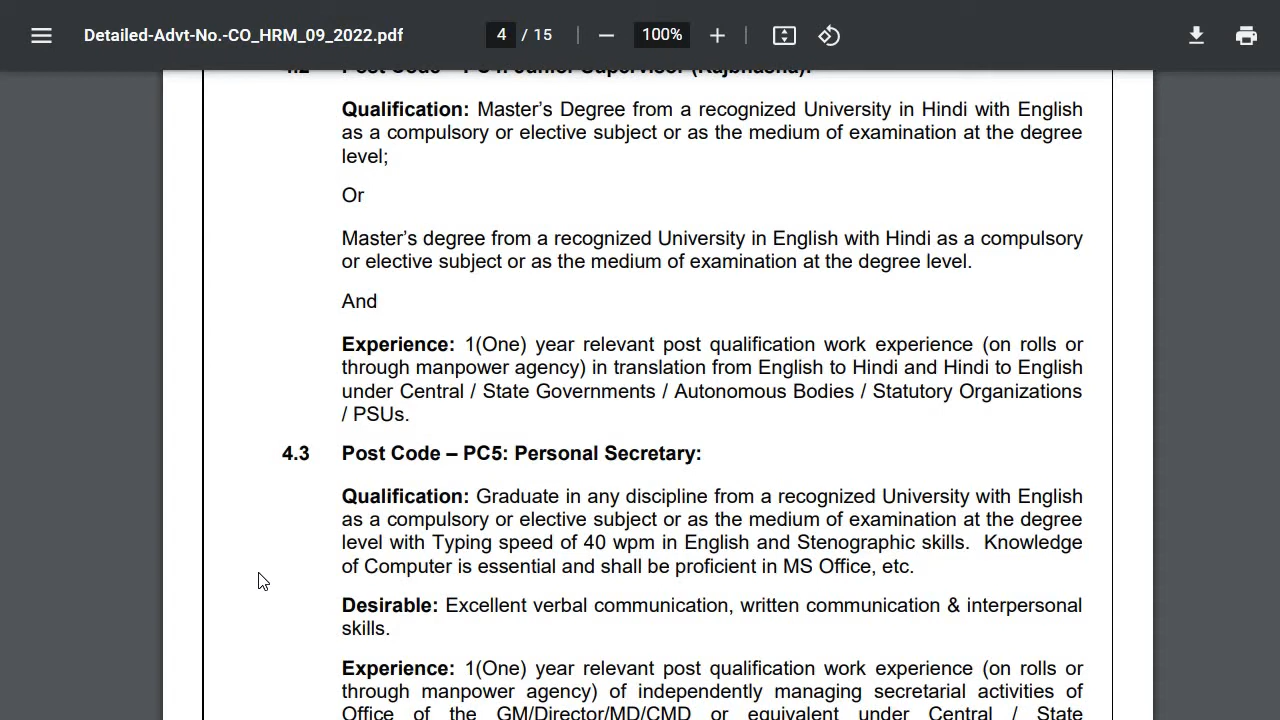 Detailed-Advt-No.-CO_HRM_09_2022.pdf
4 / 15
100%
4.2 Post Code – PC4: Junior Supervisor (Rajbhasha):
Qualification: Master’s Degree from a recognized University in Hindi with English
as a compulsory or elective subject or as the medium of examination at the degree
level;
Or
Master’s degree from a recognized University in English with Hindi as a compulsory
or elective subject or as the medium of examination at the degree level.
And
Experience: 1(One) year relevant post qualification work experience (on rolls or
through manpower agency) in translation from English to Hindi and Hindi to English
under Central / State Governments / Autonomous Bodies / Statutory Organizations
/ PSUs.
4.3 Post Code – PC5: Personal Secretary:
Qualification: Graduate in any discipline from a recognized University with English
as a compulsory or elective subject or as the medium of examination at the degree
level with Typing speed of 40 wpm in English and Stenographic skills. Knowledge
of Computer is essential and shall be proficient in MS Office, etc.
Desirable: Excellent verbal communication, written communication & interpersonal
skills.
Experience: 1(One) year relevant post qualification work experience (on rolls or
through manpower agency) of independently managing secretarial activities of
Office of the GM/Director/MD/CMD or equivalent under Central / State